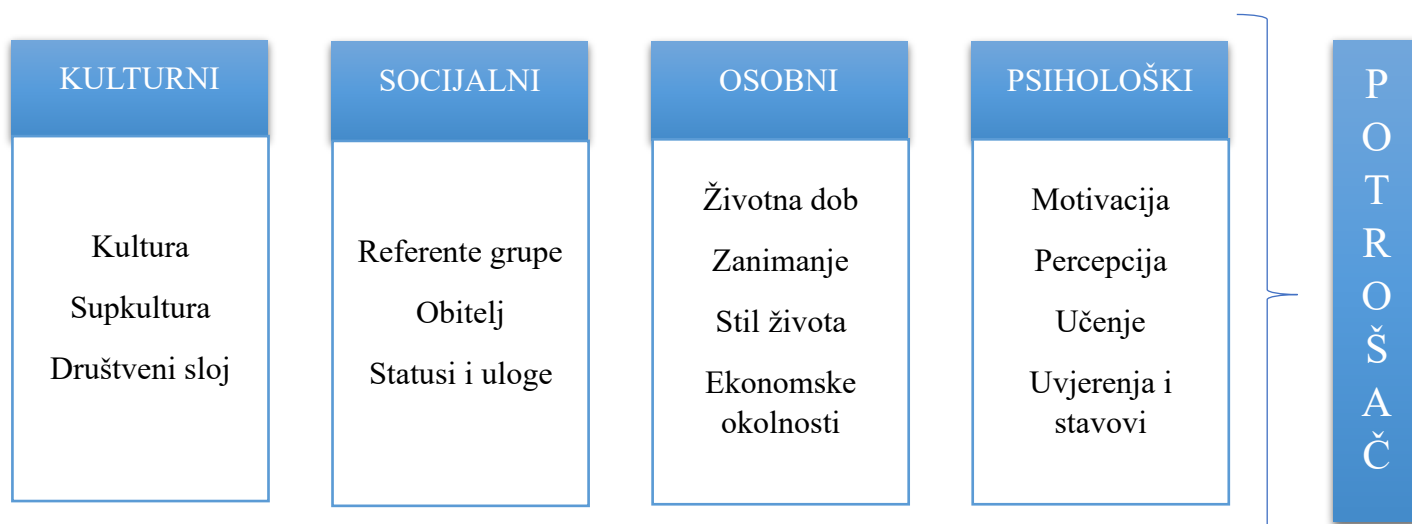 KULTURNI
Kultura
Supkultura
Društveni sloj
SOCIJALNI
Referente grupe
Obitelj
Statusi i uloge
OSOBNI
Životna dob
Zanimanje
Stil života
Ekonomske
okolnosti
PSIHOLOŠKI
Motivacija
Percepcija
Učenje
Uvjerenja i
stavovi
P
O
T
R
O
Š
A
Č